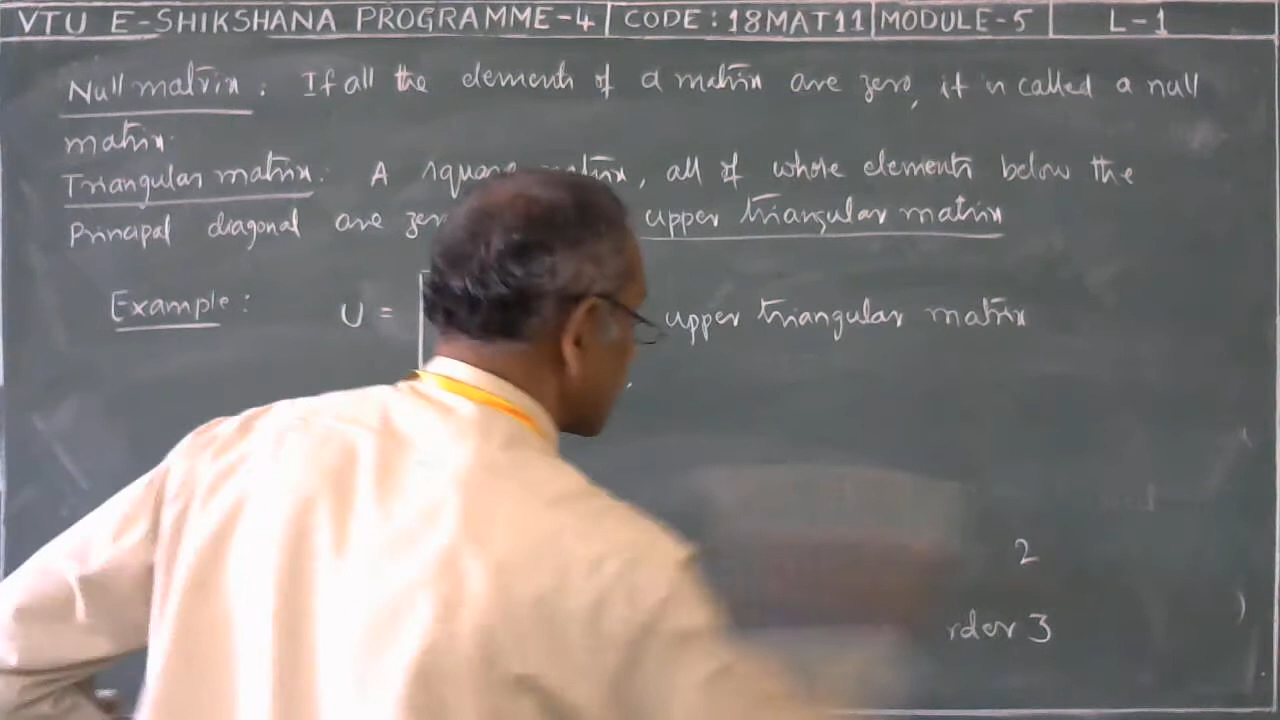 VTU E-SHIKSHANA PROGRAMME-4 | CODE: 18MAT11 | MODULE-5 | L-1
Null matrix : If all the elements of a matrix are zero, it is called a null
matrix.
Triangular matrix : A square matrix, all of whose elements below the
Principal diagonal are zero upper triangular matrix
Example : U = [ upper triangular matrix
2
rder 3